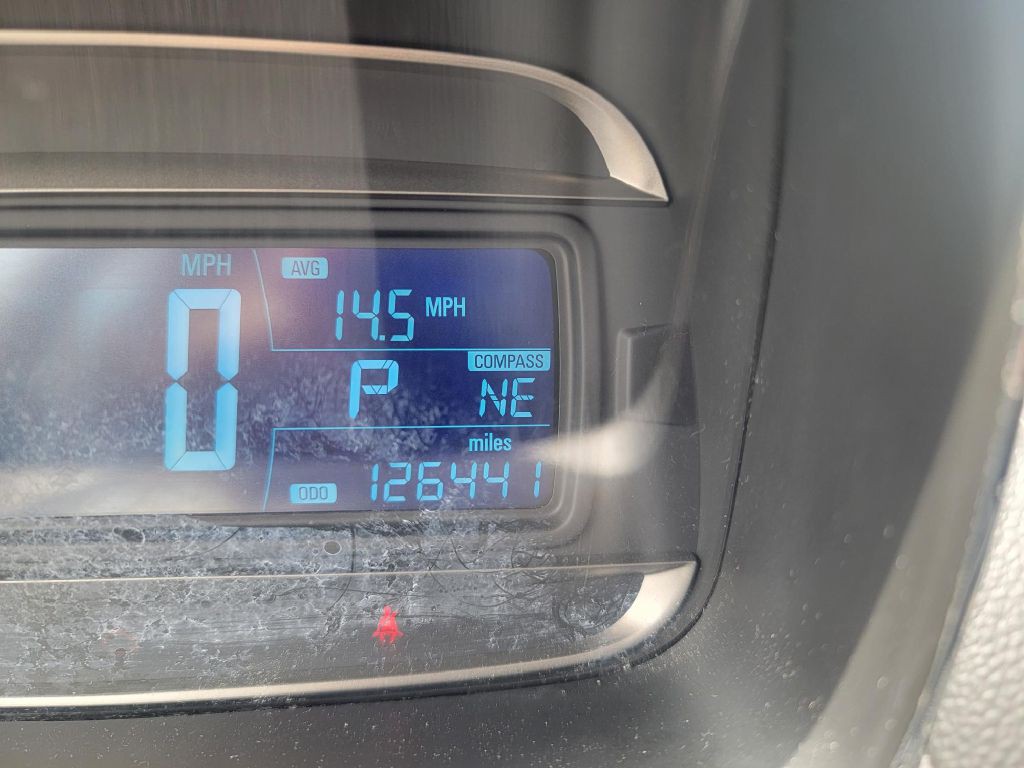 MPH
0
AVG
14.5 MPH
COMPASS
P NE
miles
ODO 126441